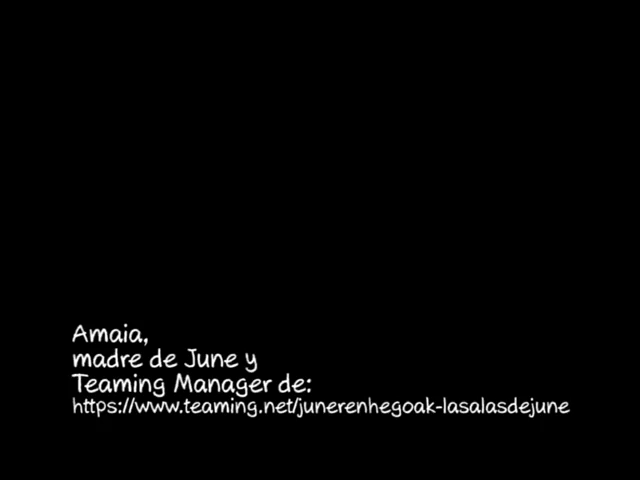 Amaia,
madre de June y
Teaming Manager de:
https://www.teaming.net/junerenhegoak-lasalasdejune